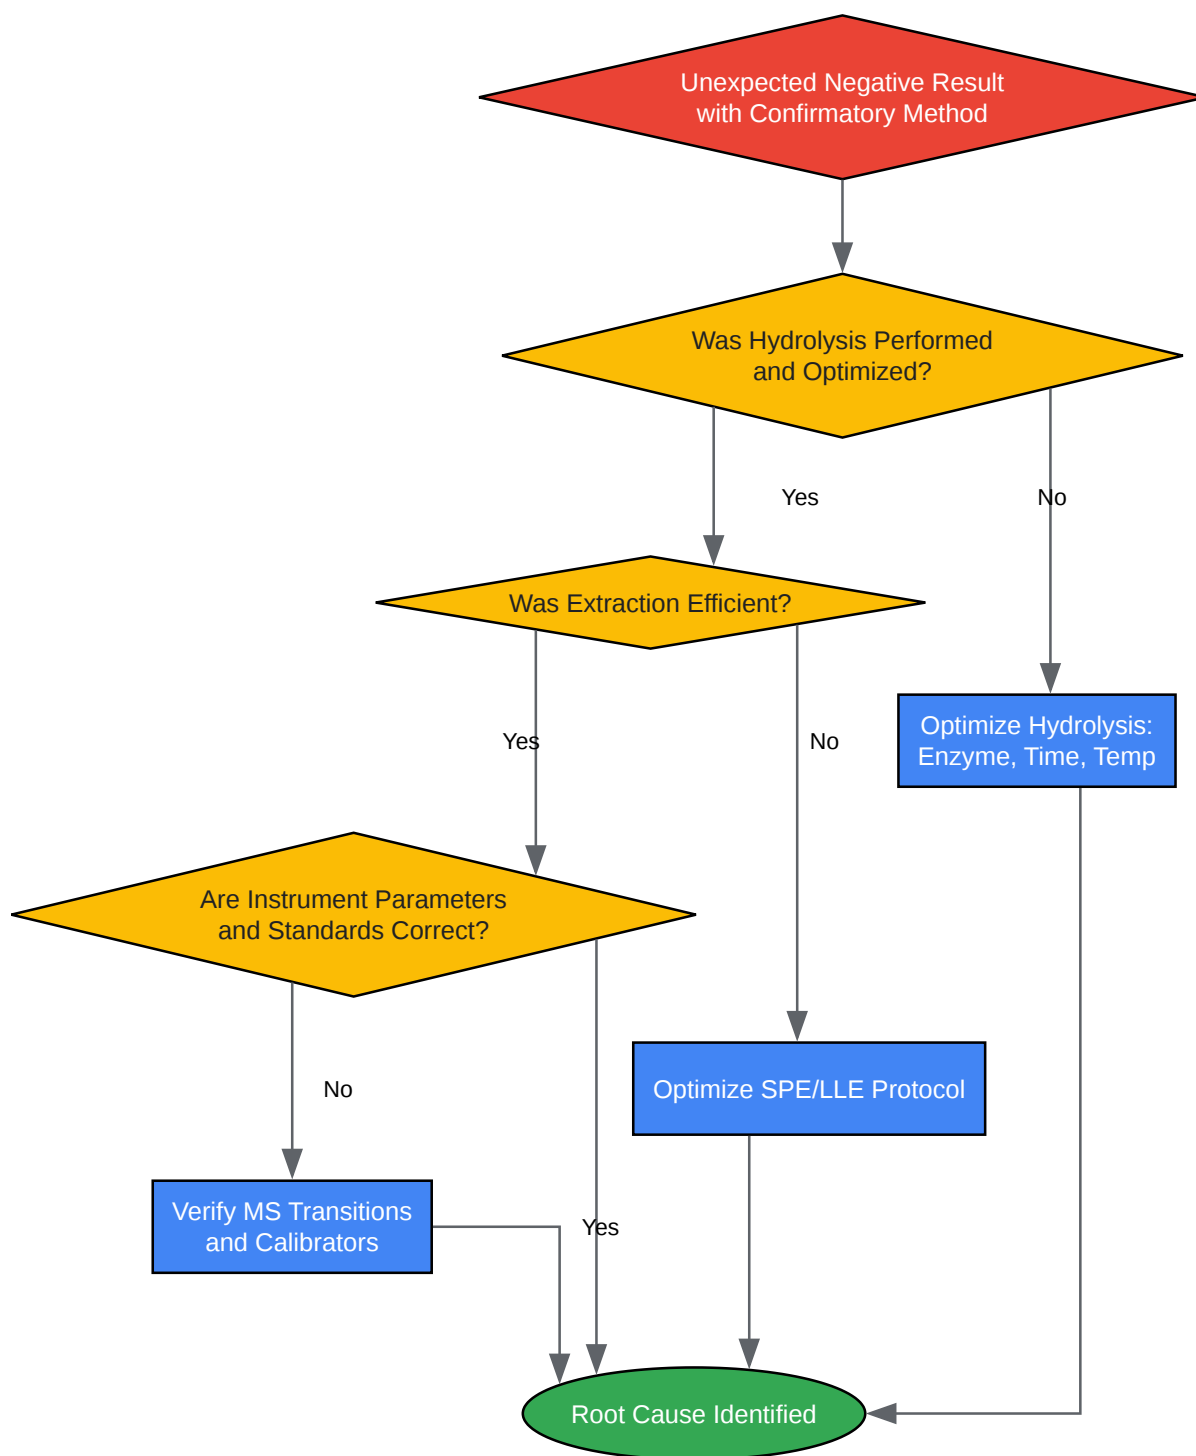 Unexpected Negative Result
with Confirmatory Method
Was Hydrolysis Performed
and Optimized?
Yes
No
Was Extraction Efficient?
Optimize Hydrolysis:
Enzyme, Time, Temp
Yes
No
Are Instrument Parameters
and Standards Correct?
No
Optimize SPE/LLE Protocol
Verify MS Transitions
and Calibrators
Yes
Root Cause Identified